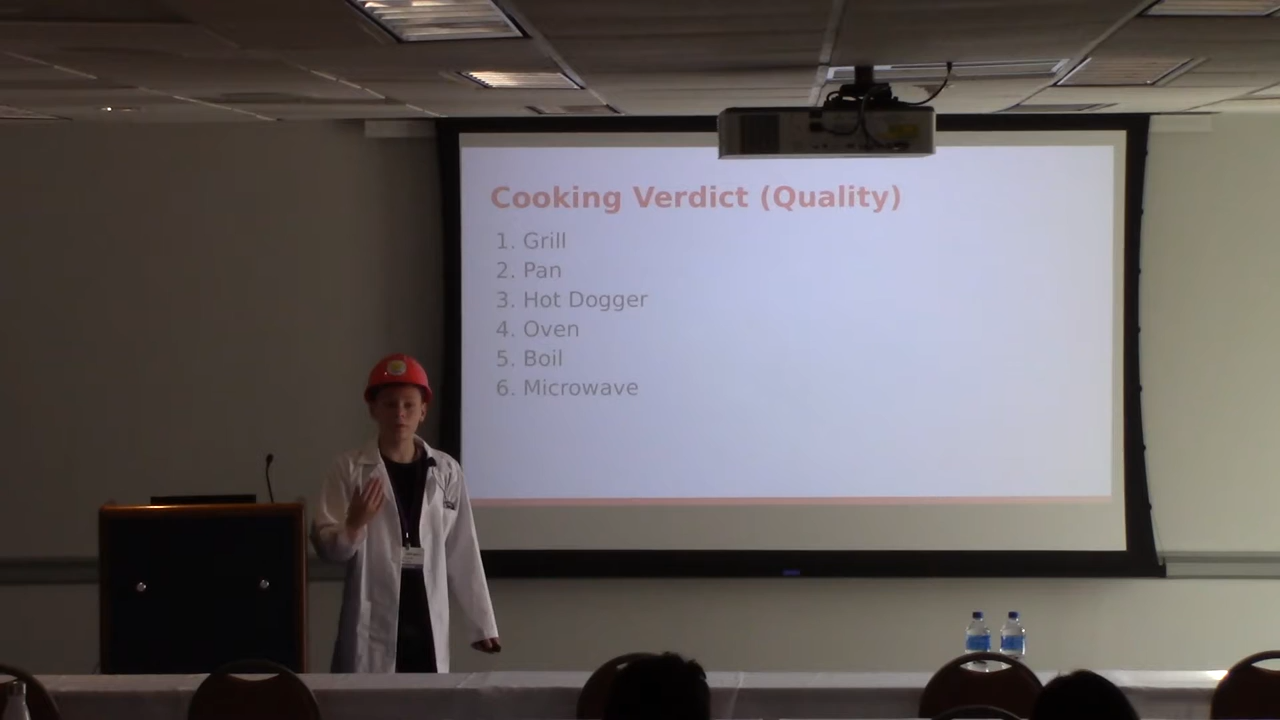 Cooking Verdict (Quality)
1. Grill
2. Pan
3. Hot Dogger
4. Oven
5. Boil
6. Microwave